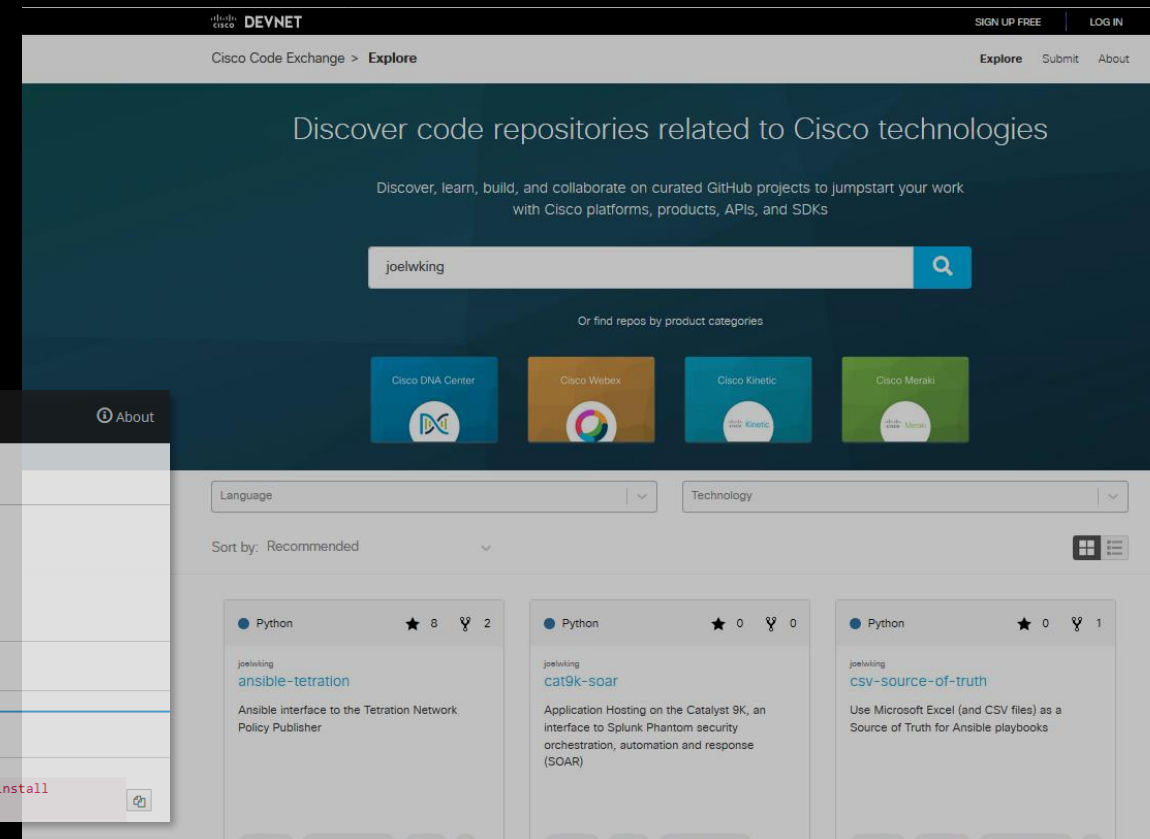 cisco DEVNET
SIGN UP FREE
LOG IN
Cisco Code Exchange > Explore
Explore Submit About
Discover code repositories related to Cisco technologies
Discover, learn, build, and collaborate on curated GitHub projects to jumpstart your work
with Cisco platforms, products, APIs, and SDKs
joelwking
Or find repos by product categories
Cisco DNA Center
Cisco Webex
Cisco Kinetic
Cisco Meraki
cisco Kinetic
cisco Meraki
About
Language
Technology
Sort by: Recommended
Python 8 2
joelwking
ansible-tetration
Ansible interface to the Tetration Network
Policy Publisher
Python 0 0
joelwking
cat9k-soar
Application Hosting on the Catalyst 9K, an
interface to Splunk Phantom security
orchestration, automation and response
(SOAR)
Python 0 1
joelwking
csv-source-of-truth
Use Microsoft Excel (and CSV files) as a
Source of Truth for Ansible playbooks
install